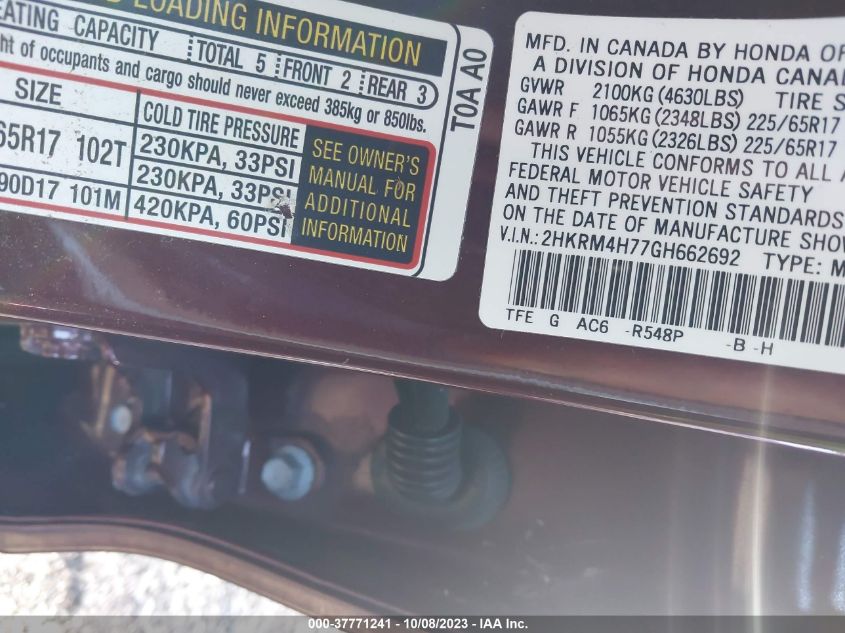 LOADING INFORMATION
EATING CAPACITY TOTAL 5 FRONT 2 REAR 3
ht of occupants and cargo should never exceed 385kg or 850lbs.
SIZE COLD TIRE PRESSURE
65R17 102T 230KPA, 33PSI
230KPA, 33PSI
90D17 101M 420KPA, 60PSI
SEE OWNER'S
MANUAL FOR
ADDITIONAL
INFORMATION
T0A A0
MFD. IN CANADA BY HONDA OF
A DIVISION OF HONDA CANA
GVWR 2100KG (4630LBS) TIRE S
GAWR F 1065KG (2348LBS) 225/65R17
GAWR R 1055KG (2326LBS) 225/65R17
THIS VEHICLE CONFORMS TO ALL A
FEDERAL MOTOR VEHICLE SAFETY
AND THEFT PREVENTION STANDARDS
ON THE DATE OF MANUFACTURE SHOW
V.I.N.: 2HKRM4H77GH662692 TYPE: M
TFE G AC6 -R548P -B -H
000-37771241 - 10/08/2023 - IAA Inc.